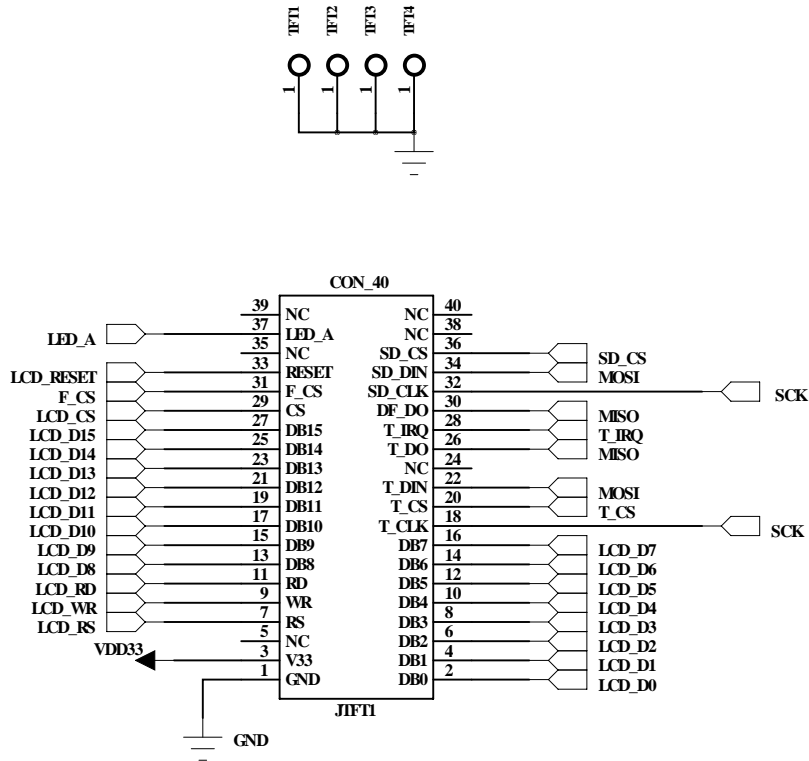 TFT1 TFT2 TFT3 TFT4
1 1 1 1
CON_40
39 NC NC 40
LED_A 37 LED_A NC 38
35 NC SD_CS 36 SD_CS
LCD_RESET 33 RESET SD_DIN 34 MOSI
F_CS 31 F_CS SD_CLK 32 SCK
LCD_CS 29 CS DF_DO 30 MISO
LCD_D15 27 DB15 T_IRQ 28 T_IRQ
LCD_D14 25 DB14 T_DO 26 MISO
LCD_D13 23 DB13 NC 24
LCD_D12 21 DB12 T_DIN 22 MOSI
LCD_D11 19 DB11 T_CS 20 T_CS
LCD_D10 17 DB10 T_CLK 18 SCK
LCD_D9 15 DB9 DB7 16 LCD_D7
LCD_D8 13 DB8 DB6 14 LCD_D6
LCD_RD 11 RD DB5 12 LCD_D5
LCD_WR 9 WR DB4 10 LCD_D4
LCD_RS 7 RS DB3 8 LCD_D3
5 NC DB2 6 LCD_D2
VDD33 3 V33 DB1 4 LCD_D1
1 GND DB0 2 LCD_D0
JTFT1
GND